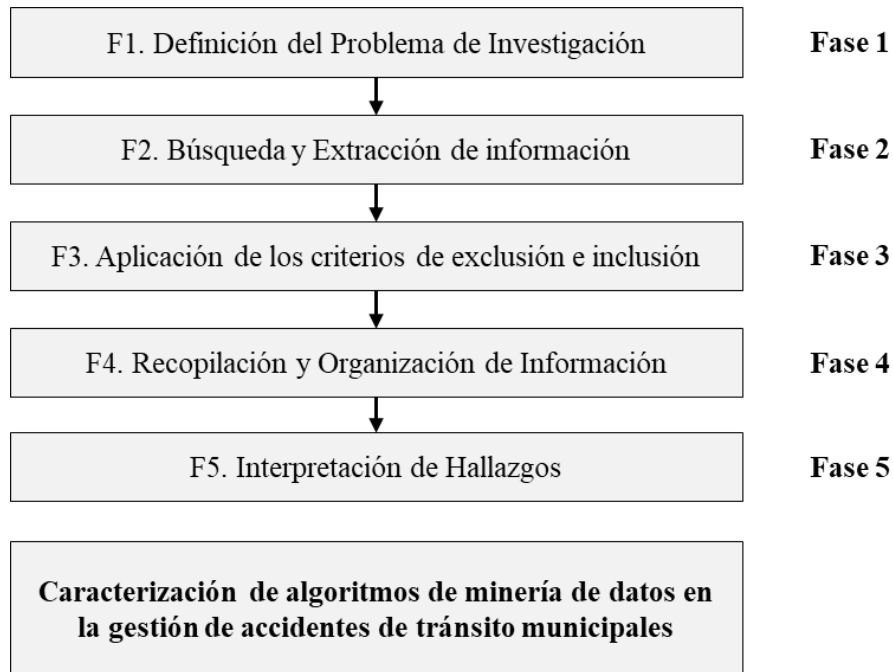 F1. Definición del Problema de Investigación
Fase 1
F2. Búsqueda y Extracción de información
Fase 2
F3. Aplicación de los criterios de exclusión e inclusión
Fase 3
F4. Recopilación y Organización de Información
Fase 4
F5. Interpretación de Hallazgos
Fase 5
Caracterización de algoritmos de minería de datos en
la gestión de accidentes de tránsito municipales